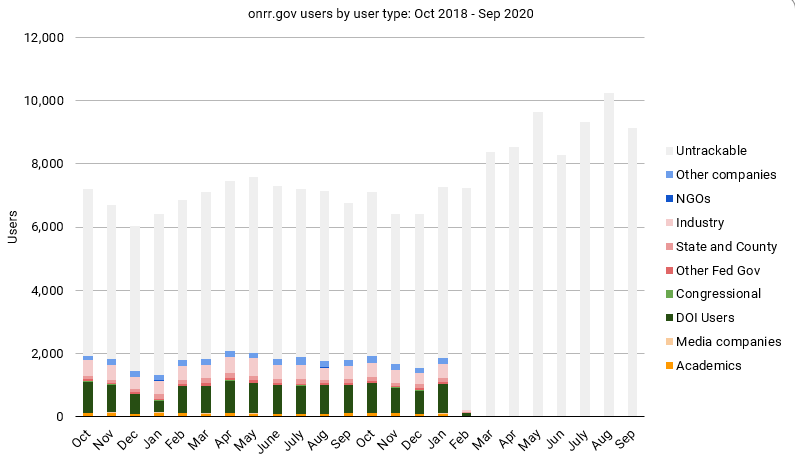 onrr.gov users by user type: Oct 2018 - Sep 2020
12,000
10,000
8,000
6,000
4,000
2,000
0
Users
Oct
Nov
Dec
Jan
Feb
Mar
Apr
May
June
July
Aug
Sep
Oct
Nov
Dec
Jan
Feb
Mar
Apr
May
Jun
July
Aug
Sep
Untrackable
Other companies
NGOs
Industry
State and County
Other Fed Gov
Congressional
DOI Users
Media companies
Academics